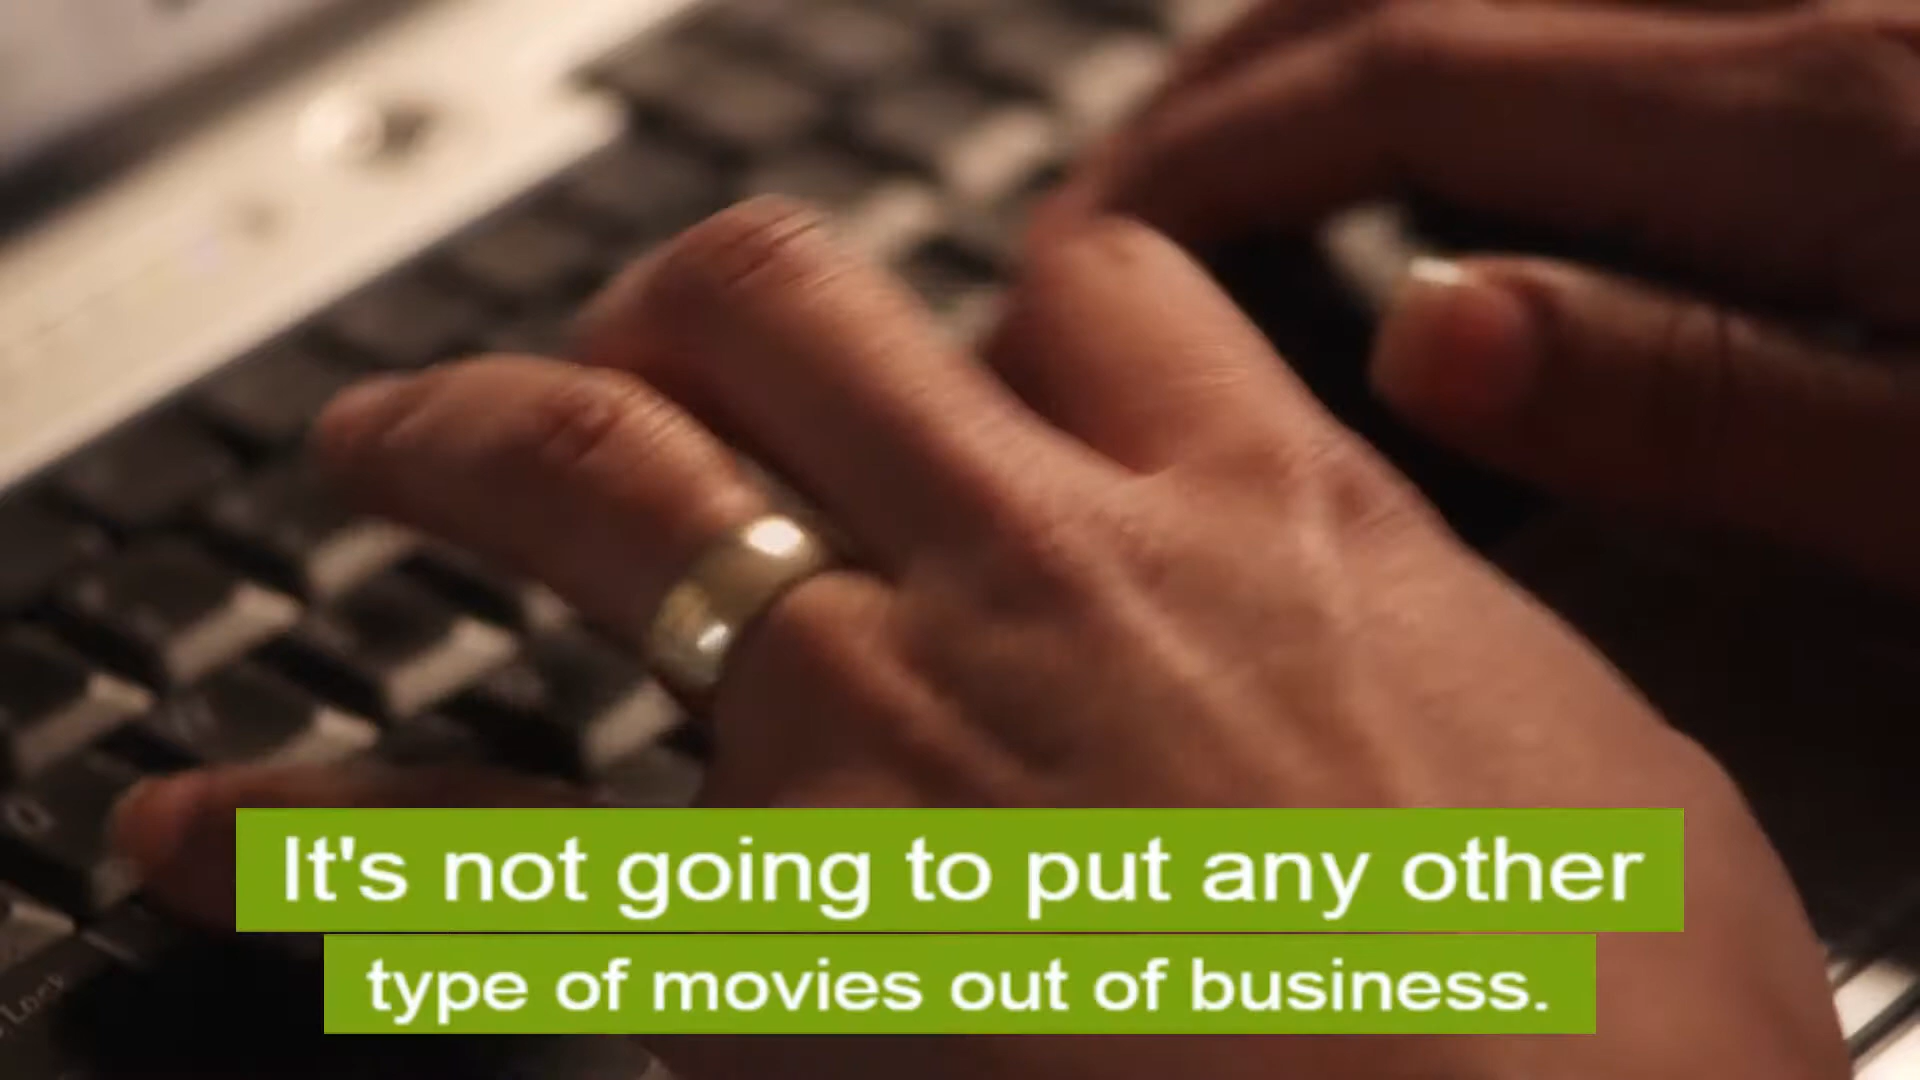 It's not going to put any other
type of movies out of business.